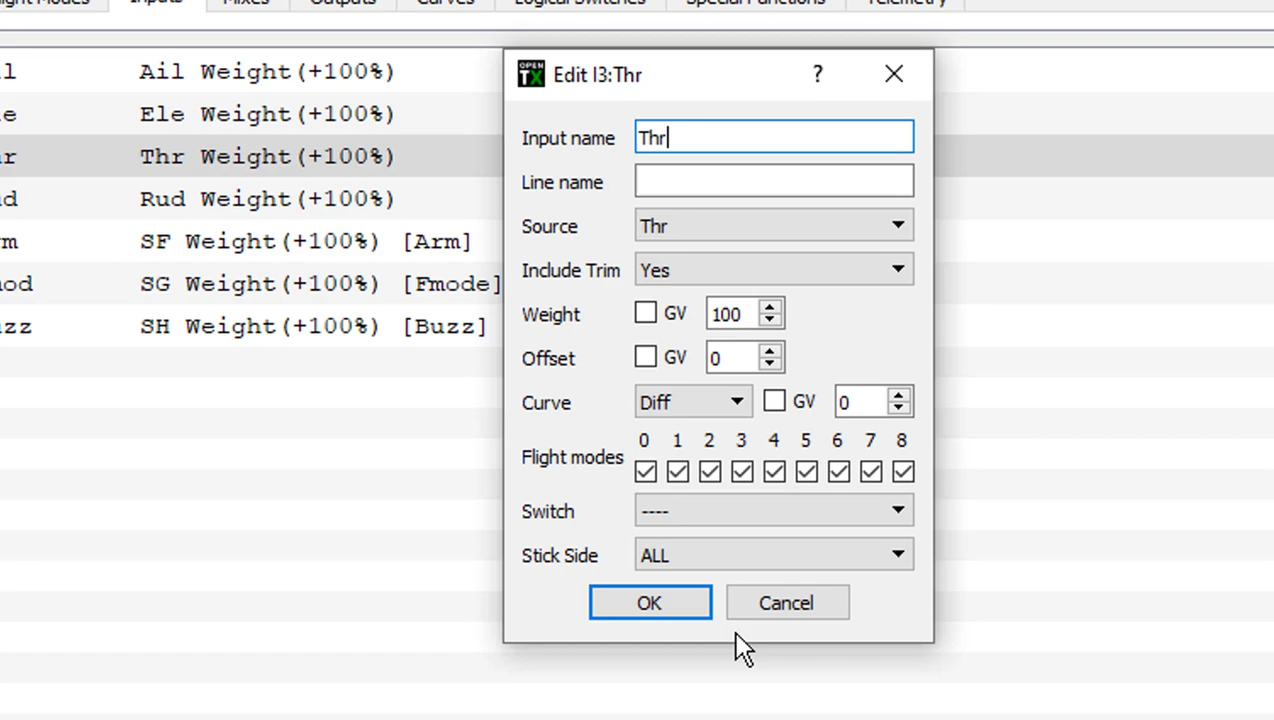 Inputs Mixes Outputs Curves Logical Switches Special Functions Telemetry
OPEN TX Edit I3:Thr ?
Ail Weight(+100%)
Ele Weight(+100%)
Thr Weight(+100%)
Rud Weight(+100%)
SF Weight(+100%) [Arm]
SG Weight(+100%) [Fmode]
SH Weight(+100%) [Buzz]
Input name Thr
Line name
Source Thr
Include Trim Yes
Weight GV 100
Offset GV 0
Curve Diff GV 0
0 1 2 3 4 5 6 7 8
Flight modes
Switch ----
Stick Side ALL
OK Cancel